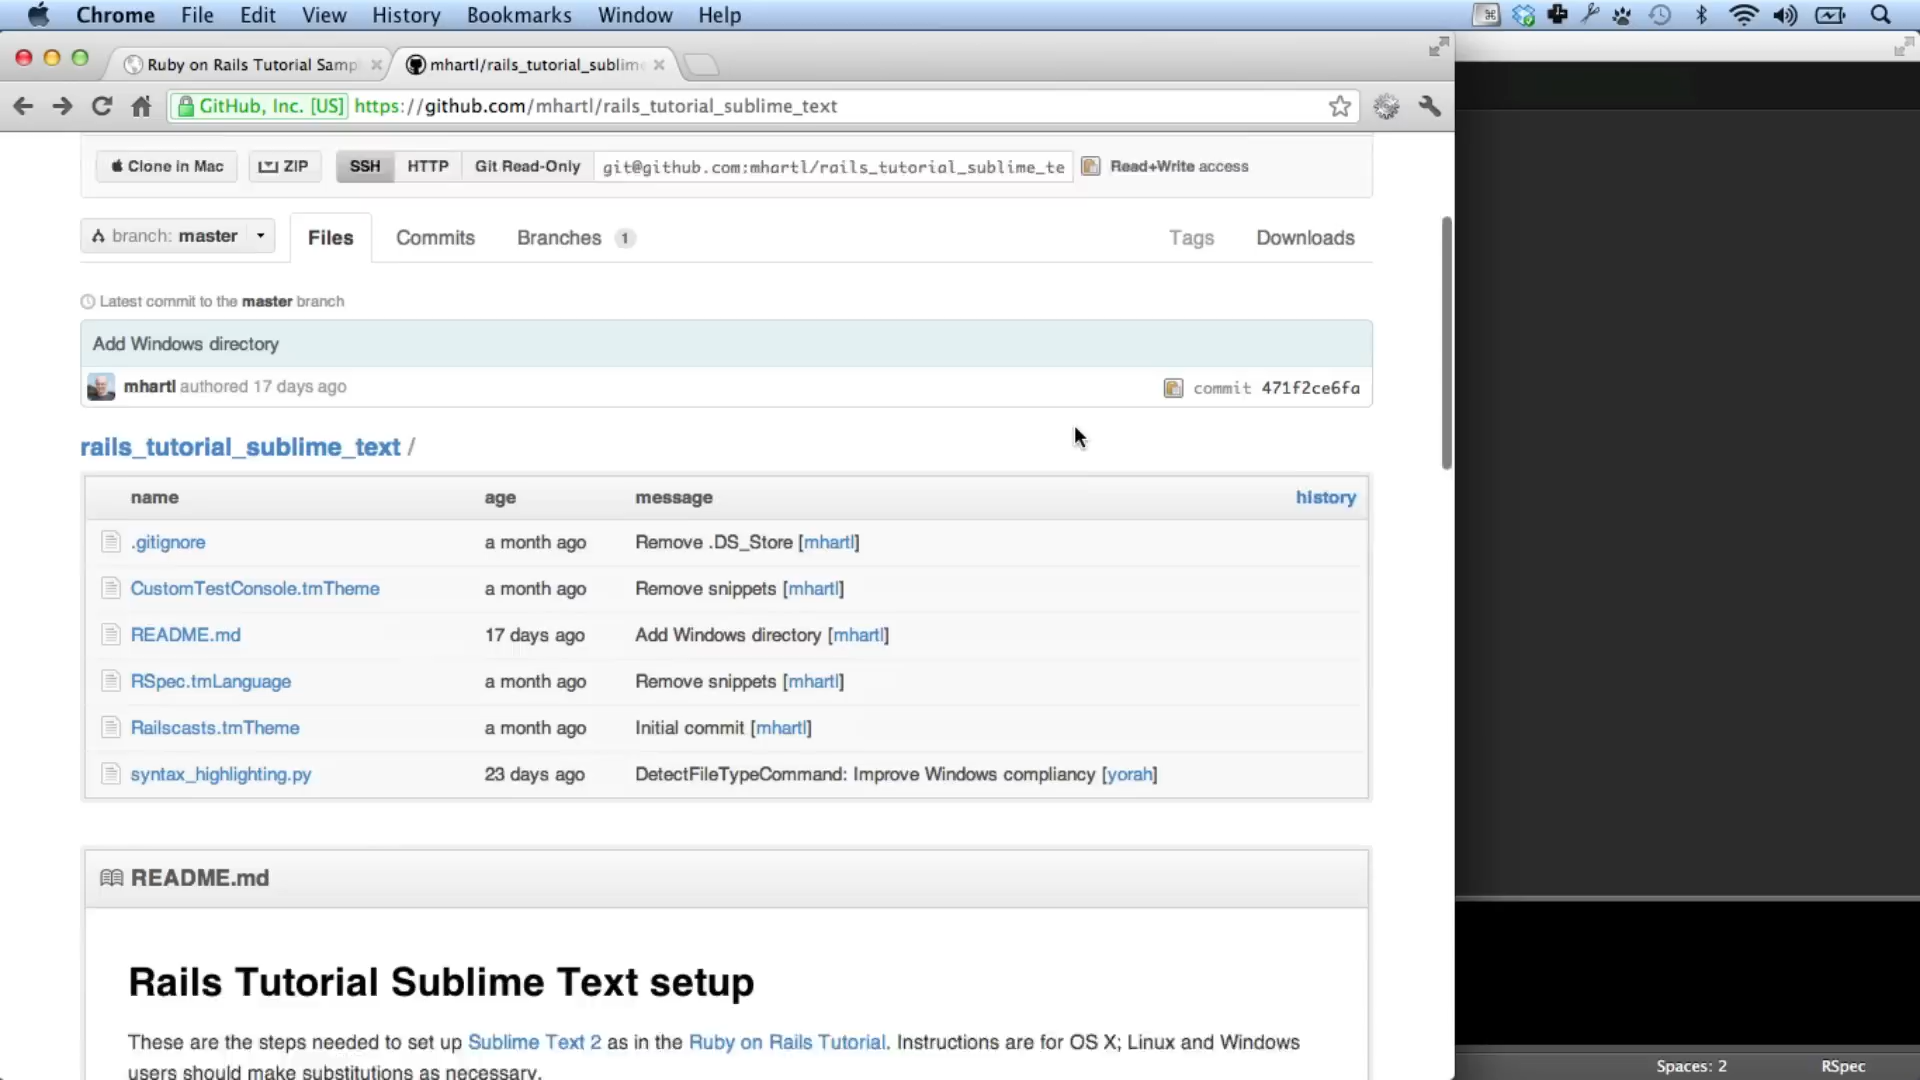 Chrome File Edit View History Bookmarks Window Help
Ruby on Rails Tutorial Samp
mhartl/rails_tutorial_sublime
GitHub, Inc. [US] https://github.com/mhartl/rails_tutorial_sublime_text
Clone in Mac ZIP SSH HTTP Git Read-Only git@github.com:mhartl/rails_tutorial_sublime_te Read+Write access
branch: master Files Commits Branches 1 Tags Downloads
Latest commit to the master branch
Add Windows directory
mhartl authored 17 days ago commit 471f2ce6fa
rails_tutorial_sublime_text /
name age message history
.gitignore a month ago Remove .DS_Store [mhartl]
CustomTestConsole.tmTheme a month ago Remove snippets [mhartl]
README.md 17 days ago Add Windows directory [mhartl]
RSpec.tmLanguage a month ago Remove snippets [mhartl]
Railscasts.tmTheme a month ago Initial commit [mhartl]
syntax_highlighting.py 23 days ago DetectFileTypeCommand: Improve Windows compliancy [yorah]
README.md
Rails Tutorial Sublime Text setup
These are the steps needed to set up Sublime Text 2 as in the Ruby on Rails Tutorial. Instructions are for OS X; Linux and Windows
users should make substitutions as necessary.
Spaces: 2 RSpec